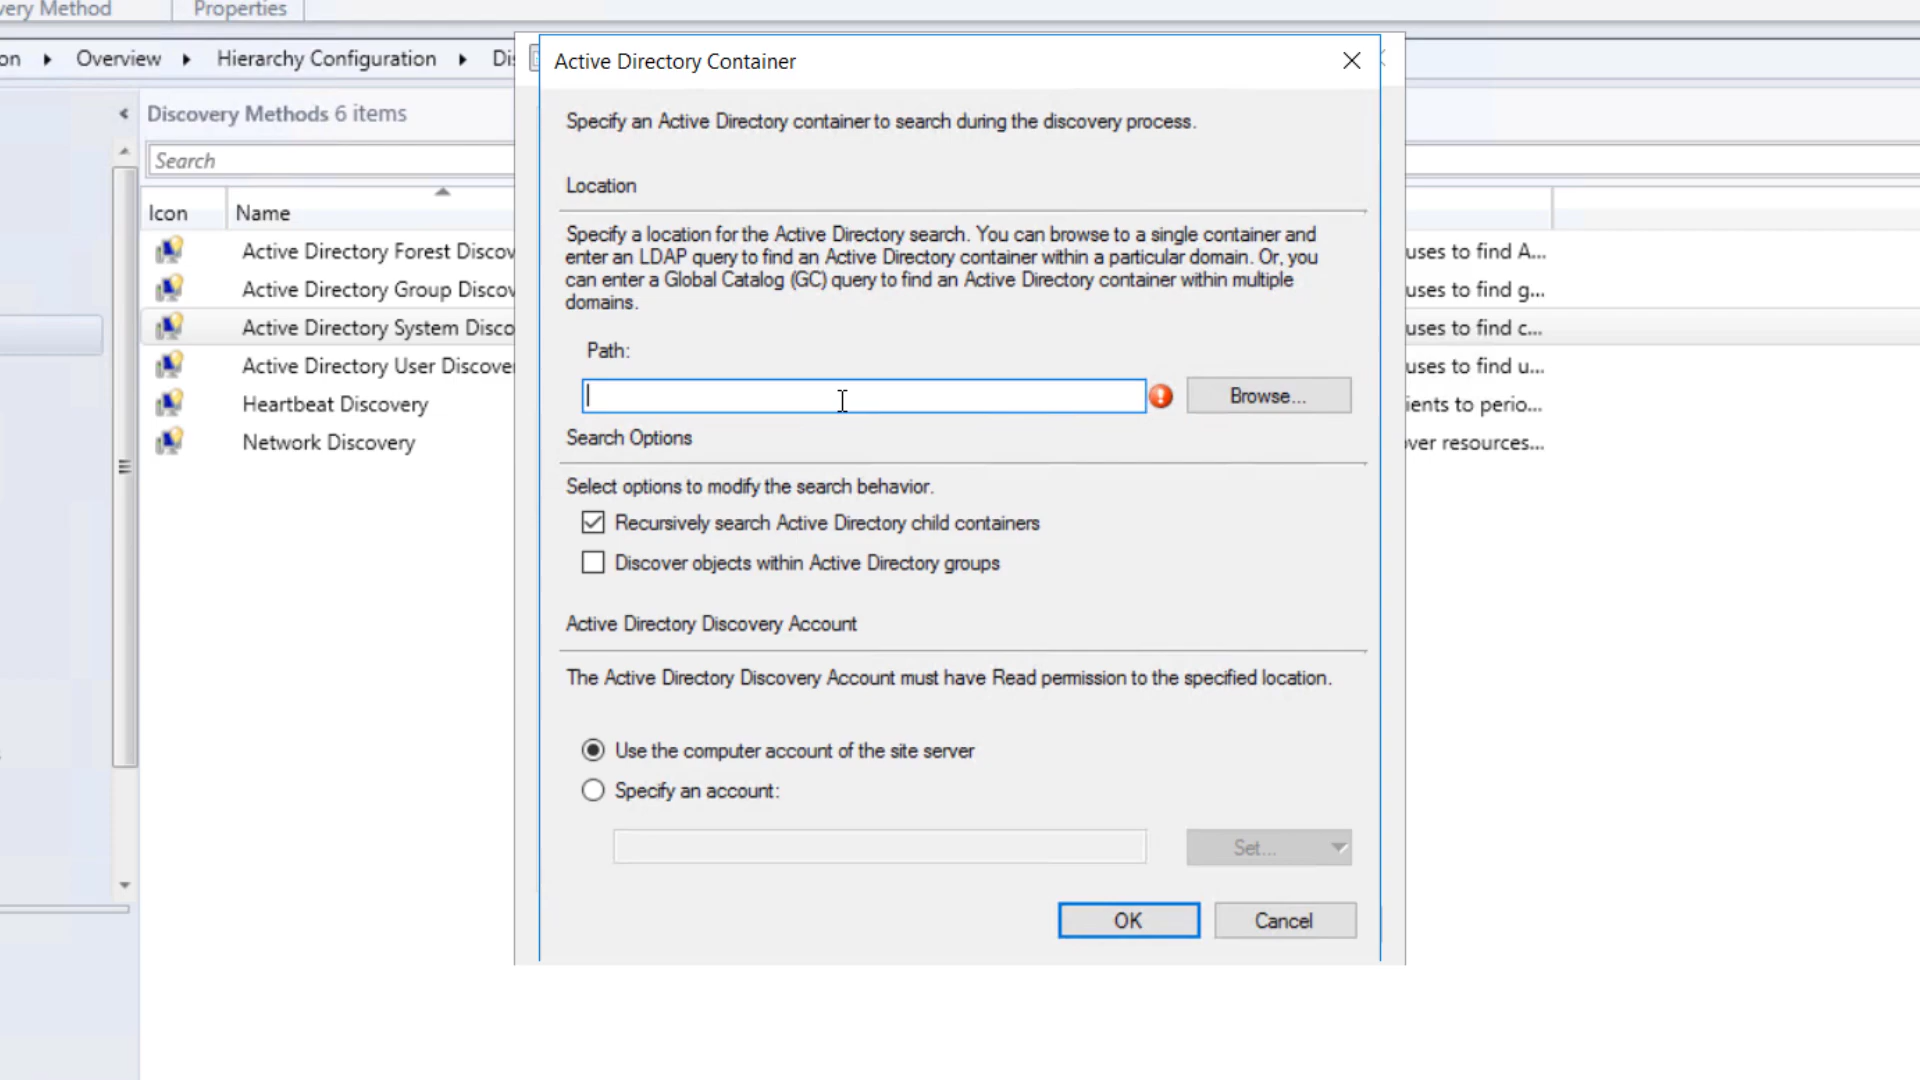 very Method
Properties
on ▸ Overview ▸ Hierarchy Configuration ▸ Dis
Active Directory Container
Discovery Methods 6 items
Search
Icon
Name
Active Directory Forest Discov
uses to find A...
Active Directory Group Discov
uses to find g...
Active Directory System Disco
uses to find c...
Active Directory User Discover
uses to find u...
Heartbeat Discovery
ients to perio...
Network Discovery
ver resources...
Specify an Active Directory container to search during the discovery process.
Location
Specify a location for the Active Directory search. You can browse to a single container and
enter an LDAP query to find an Active Directory container within a particular domain. Or, you
can enter a Global Catalog (GC) query to find an Active Directory container within multiple
domains.
Path:
Browse...
Search Options
Select options to modify the search behavior.
Recursively search Active Directory child containers
Discover objects within Active Directory groups
Active Directory Discovery Account
The Active Directory Discovery Account must have Read permission to the specified location.
Use the computer account of the site server
Specify an account:
Set...
OK
Cancel